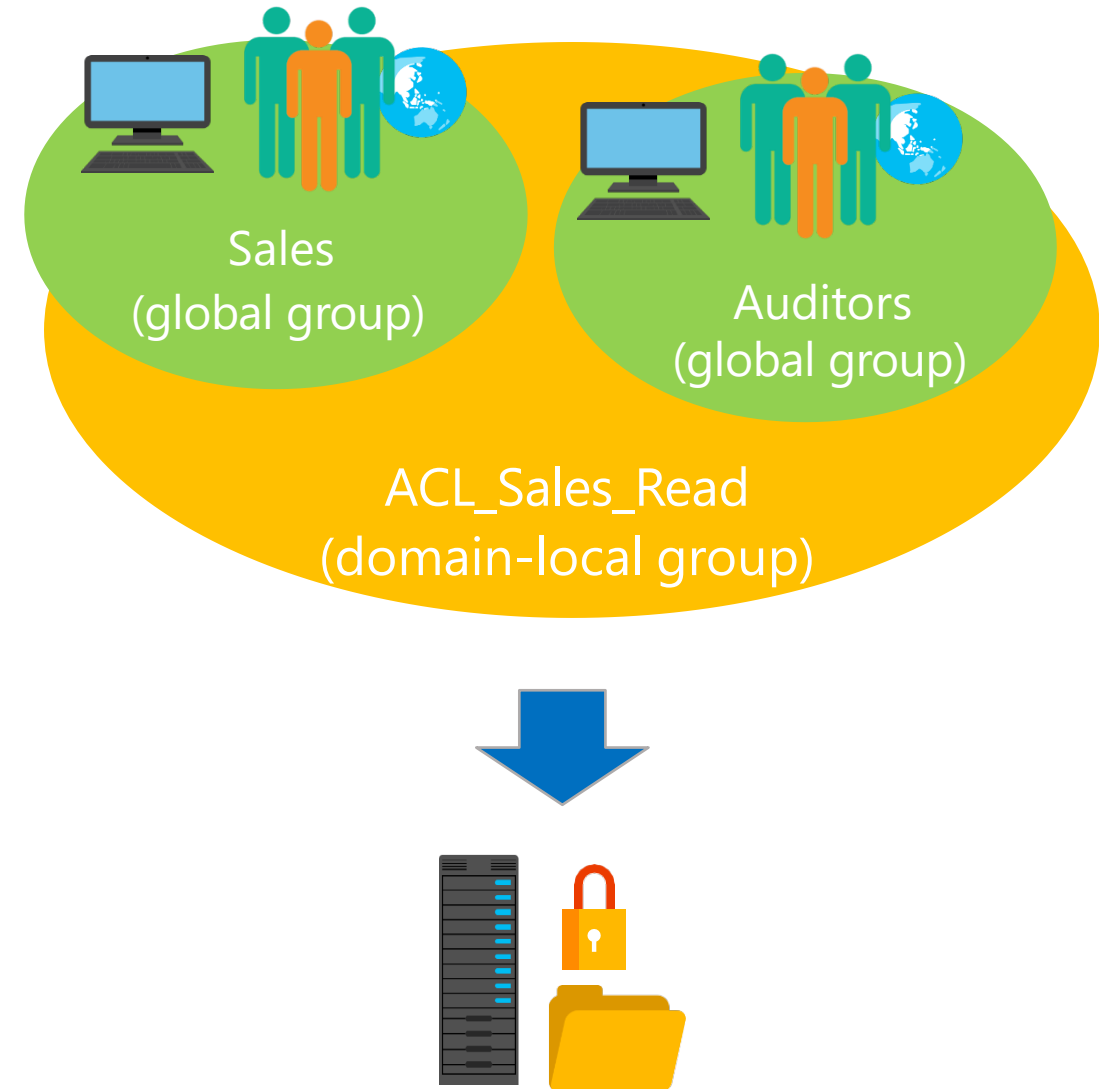 Sales
(global group)
Auditors
(global group)
ACL_Sales_Read
(domain-local group)